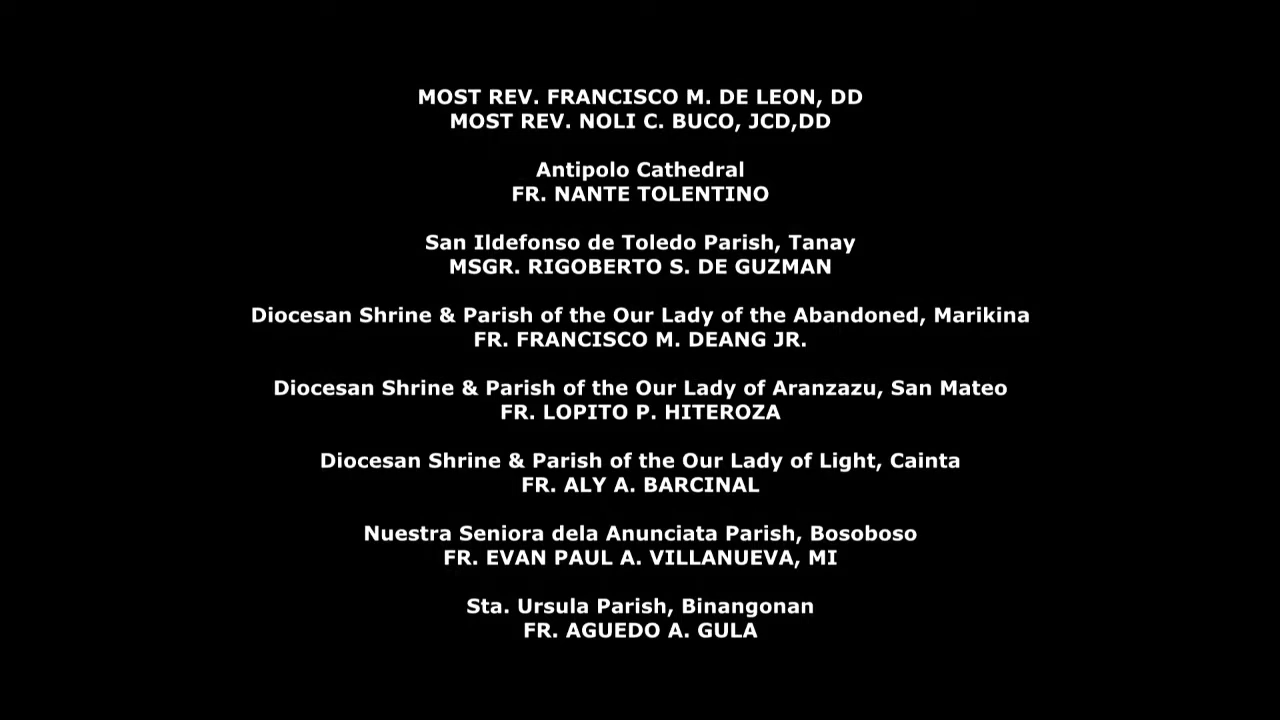 MOST REV. FRANCISCO M. DE LEON, DD
MOST REV. NOLI C. BUCO, JCD,DD
Antipolo Cathedral
FR. NANTE TOLENTINO
San Ildefonso de Toledo Parish, Tanay
MSGR. RIGOBERTO S. DE GUZMAN
Diocesan Shrine & Parish of the Our Lady of the Abandoned, Marikina
FR. FRANCISCO M. DEANG JR.
Diocesan Shrine & Parish of the Our Lady of Aranzazu, San Mateo
FR. LOPITO P. HITEROZA
Diocesan Shrine & Parish of the Our Lady of Light, Cainta
FR. ALY A. BARCINAL
Nuestra Seniora dela Anunciata Parish, Bosoboso
FR. EVAN PAUL A. VILLANUEVA, MI
Sta. Ursula Parish, Binangonan
FR. AGUEDO A. GULA